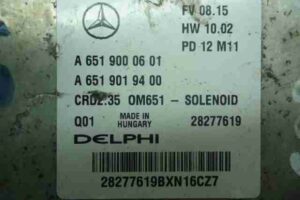 FV 08.15
HW 10.02
PD 12 M11
A 651 900 06 01
A 651 901 94 00
CRD2.35 OM651 - SOLENOID
Q01 MADE IN HUNGARY 28277619
DELPHI
28277619BXN16CZ7